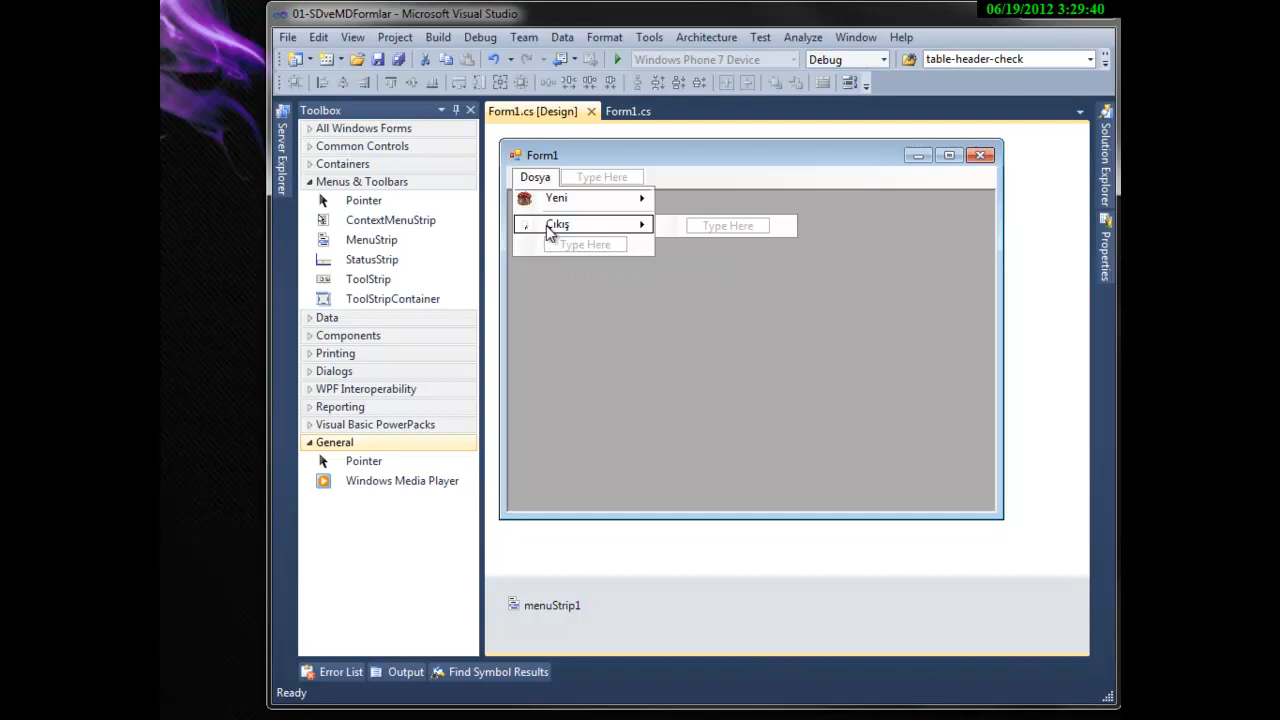 06/19/2012 3:29:40
01-SDveMDFormlar - Microsoft Visual Studio
File Edit View Project Build Debug Team Data Format Tools Architecture Test Analyze Window Help
Windows Phone 7 Device Debug table-header-check
Toolbox
Form1.cs [Design] Form1.cs
Server Explorer
Solution Explorer
Properties
All Windows Forms
Common Controls
Containers
Menus & Toolbars
Pointer
ContextMenuStrip
MenuStrip
StatusStrip
ToolStrip
ToolStripContainer
Data
Components
Printing
Dialogs
WPF Interoperability
Reporting
Visual Basic PowerPacks
General
Pointer
Windows Media Player
Form1
Dosya Type Here
Yeni
Çıkış Type Here
Type Here
menuStrip1
Error List Output Find Symbol Results
Ready